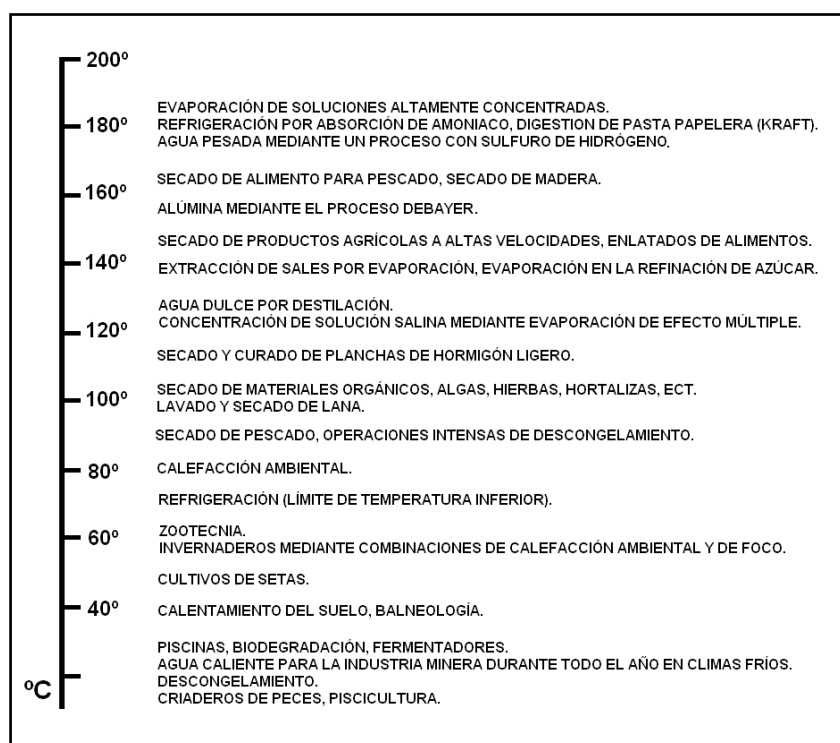 200º
EVAPORACIÓN DE SOLUCIONES ALTAMENTE CONCENTRADAS.
180º
REFRIGERACIÓN POR ABSORCIÓN DE AMONIACO, DIGESTION DE PASTA PAPELERA (KRAFT).
AGUA PESADA MEDIANTE UN PROCESO CON SULFURO DE HIDRÓGENO.
SECADO DE ALIMENTO PARA PESCADO, SECADO DE MADERA.
160º
ALÚMINA MEDIANTE EL PROCESO DEBAYER.
SECADO DE PRODUCTOS AGRÍCOLAS A ALTAS VELOCIDADES, ENLATADOS DE ALIMENTOS.
140º
EXTRACCIÓN DE SALES POR EVAPORACIÓN, EVAPORACIÓN EN LA REFINACIÓN DE AZÚCAR.
AGUA DULCE POR DESTILACIÓN.
120º
CONCENTRACIÓN DE SOLUCIÓN SALINA MEDIANTE EVAPORACIÓN DE EFECTO MÚLTIPLE.
SECADO Y CURADO DE PLANCHAS DE HORMIGÓN LIGERO.
SECADO DE MATERIALES ORGÁNICOS, ALGAS, HIERBAS, HORTALIZAS, ECT.
100º
LAVADO Y SECADO DE LANA.
SECADO DE PESCADO, OPERACIONES INTENSAS DE DESCONGELAMIENTO.
80º
CALEFACCIÓN AMBIENTAL.
REFRIGERACIÓN (LÍMITE DE TEMPERATURA INFERIOR).
ZOOTECNIA.
60º
INVERNADEROS MEDIANTE COMBINACIONES DE CALEFACCIÓN AMBIENTAL Y DE FOCO.
CULTIVOS DE SETAS.
40º
CALENTAMIENTO DEL SUELO, BALNEOLOGÍA.
PISCINAS, BIODEGRADACIÓN, FERMENTADORES.
AGUA CALIENTE PARA LA INDUSTRIA MINERA DURANTE TODO EL AÑO EN CLIMAS FRÍOS.
DESCONGELAMIENTO.
ºC
CRIADEROS DE PECES, PISCICULTURA.